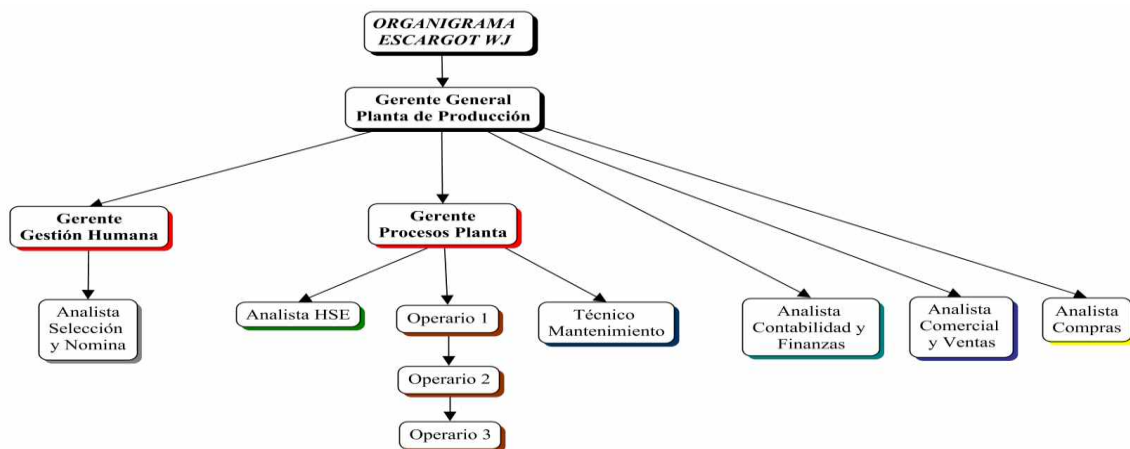 ORGANIGRAMA
ESCARGOT WJ
Gerente General
Planta de Producción
Gerente
Gestión Humana
Gerente
Procesos Planta
Analista
Selección
y Nomina
Analista HSE
Operario 1
Técnico
Mantenimiento
Analista
Contabilidad y
Finanzas
Analista
Comercial
y Ventas
Analista
Compras
Operario 2
Operario 3